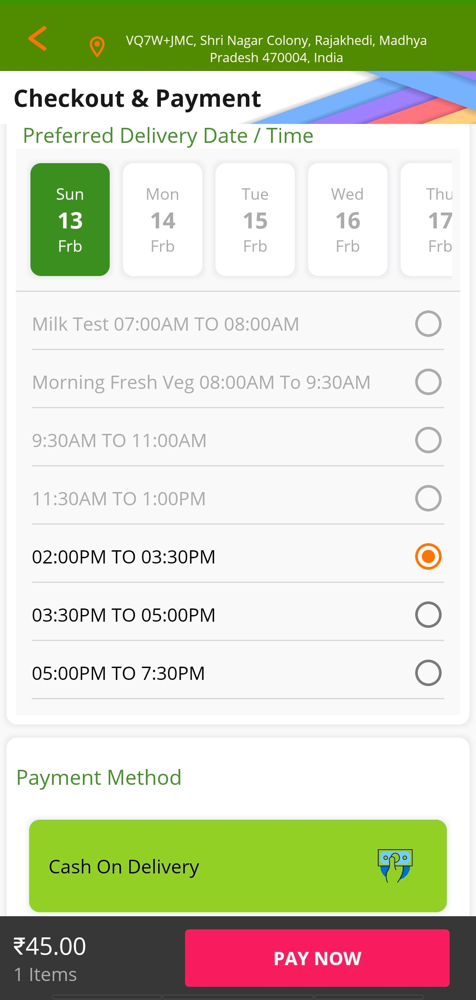 VQ7W+JMC, Shri Nagar Colony, Rajakhedi, Madhya
Pradesh 470004, India
Checkout & Payment
Preferred Delivery Date / Time
Sun Mon Tue Wed Thu
13 14 15 16 17
Frb Frb Frb Frb Frb
Milk Test 07:00AM TO 08:00AM
Morning Fresh Veg 08:00AM To 9:30AM
9:30AM TO 11:00AM
11:30AM TO 1:00PM
02:00PM TO 03:30PM
03:30PM TO 05:00PM
05:00PM TO 7:30PM
Payment Method
Cash On Delivery
₹45.00
1 Items
PAY NOW